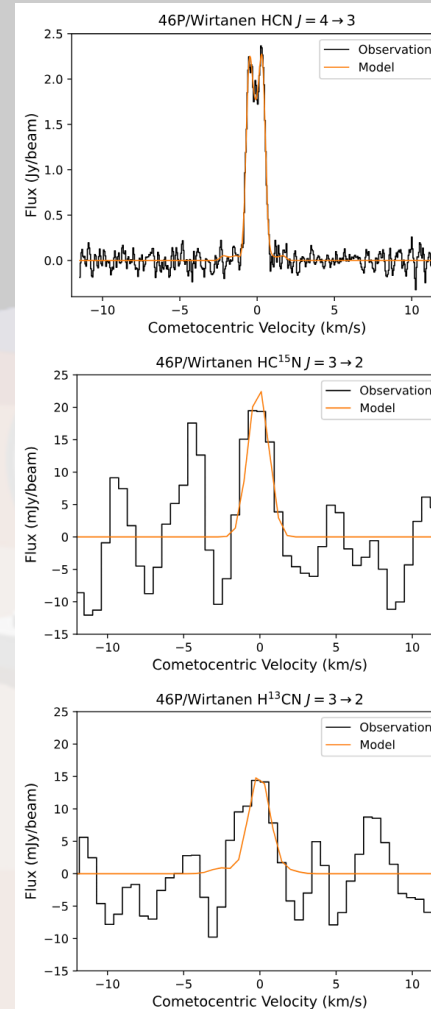 46P/Wirtanen HCN J = 4 → 3
Observation
Model
2.5
2.0
1.5
1.0
0.5
0.0
Flux (Jy/beam)
−10
−5
0
5
10
Cometocentric Velocity (km/s)
46P/Wirtanen HC¹⁵N J = 3 → 2
Observation
Model
25
20
15
10
5
0
−5
−10
−15
Flux (mJy/beam)
−10
−5
0
5
10
Cometocentric Velocity (km/s)
46P/Wirtanen H¹³CN J = 3 → 2
Observation
Model
25
20
15
10
5
0
−5
−10
−15
Flux (mJy/beam)
−10
−5
0
5
10
Cometocentric Velocity (km/s)